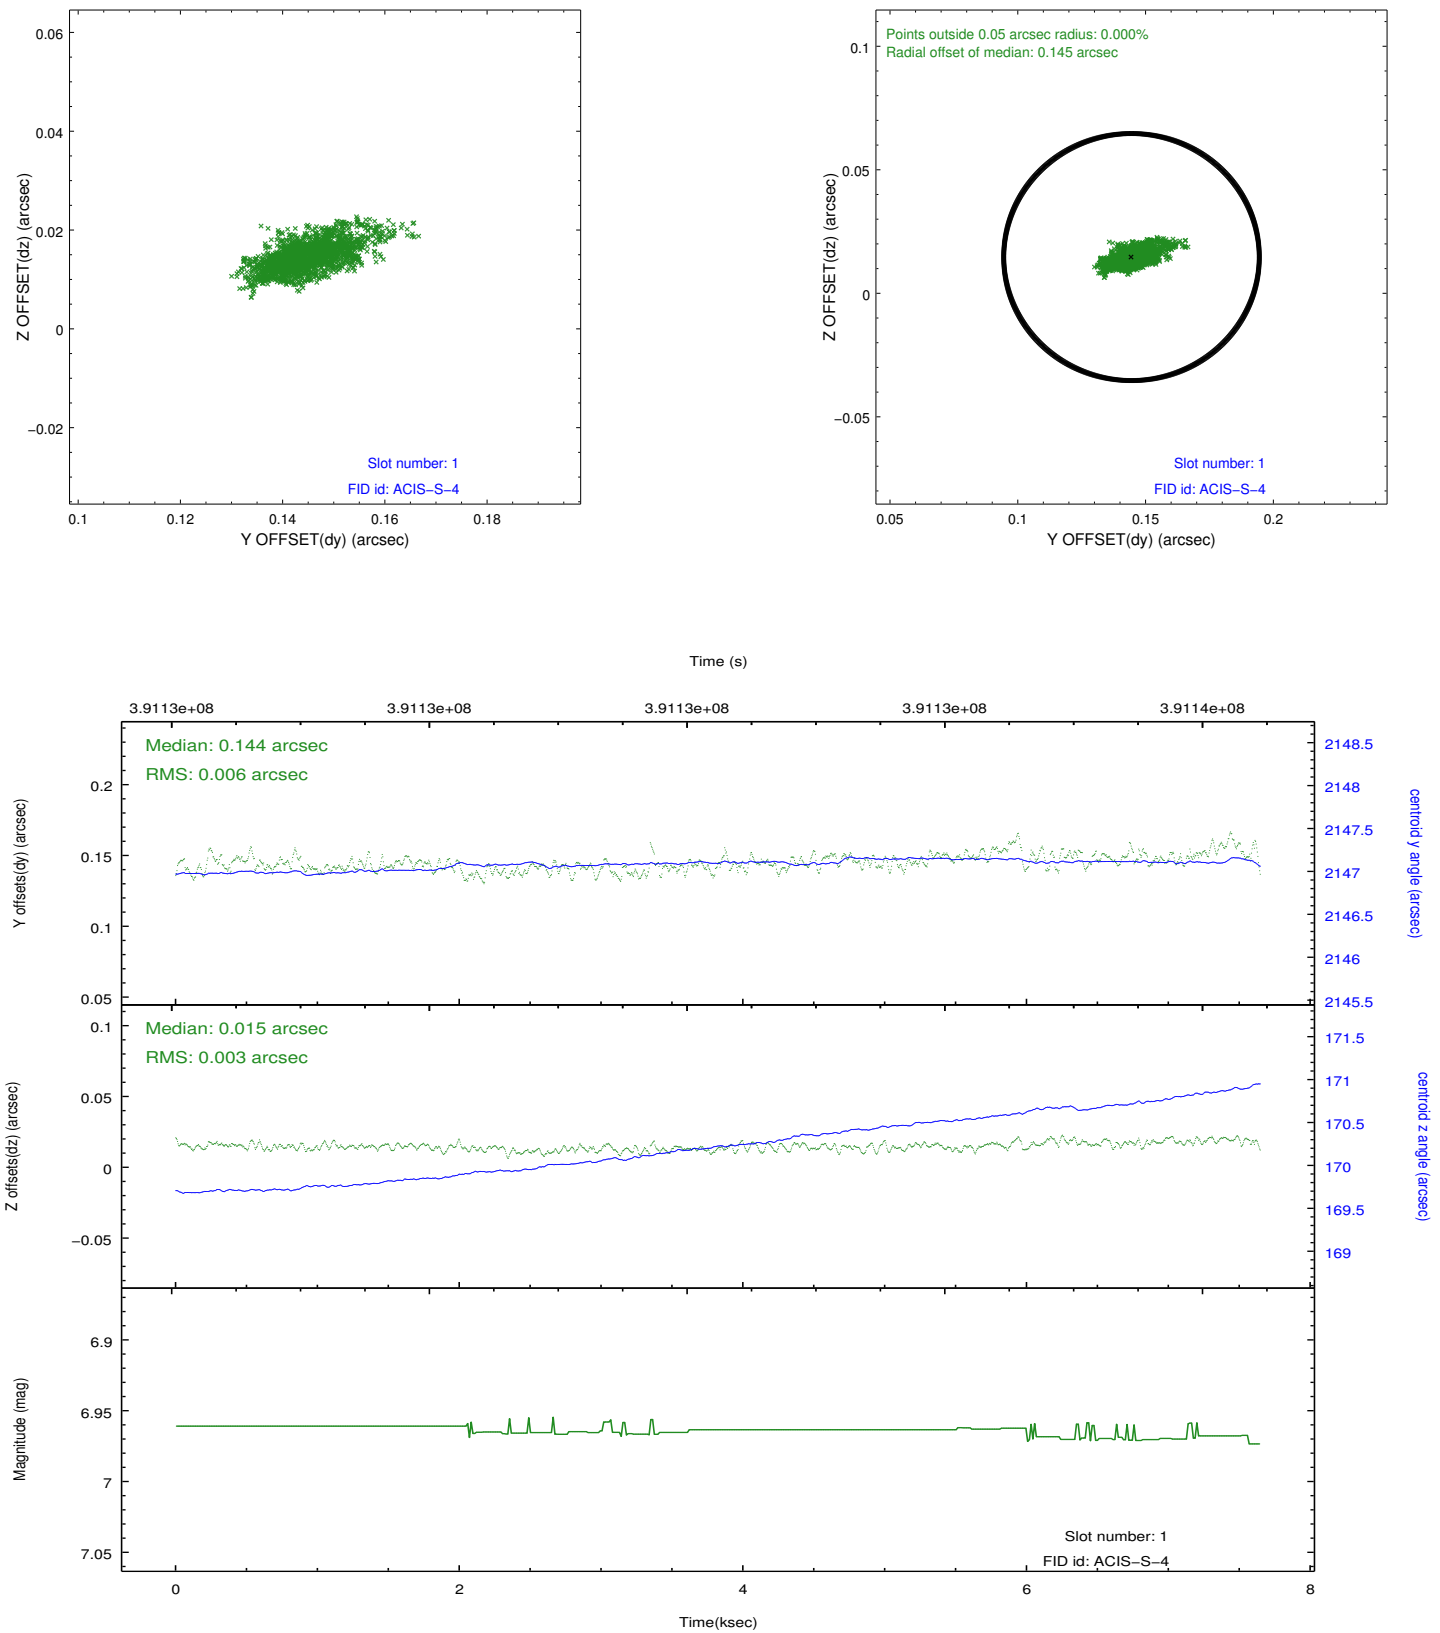 0.06
0.04
0.02
0
−0.02
Z OFFSET(dz) (arcsec)
Slot number: 1
FID id: ACIS−S−4
0.1 0.12 0.14 0.16 0.18
Y OFFSET(dy) (arcsec)
Points outside 0.05 arcsec radius: 0.000%
Radial offset of median: 0.145 arcsec
0.1
0.05
0
−0.05
Z OFFSET(dz) (arcsec)
Slot number: 1
FID id: ACIS−S−4
0.05 0.1 0.15 0.2
Y OFFSET(dy) (arcsec)
Time (s)
3.9113e+08 3.9113e+08 3.9113e+08 3.9113e+08 3.9114e+08
Median: 0.144 arcsec
RMS: 0.006 arcsec
0.2
0.15
0.1
0.05
Y offsets(dy) (arcsec)
2148.5
2148
2147.5
2147
2146.5
2146
2145.5
centroid y angle (arcsec)
Median: 0.015 arcsec
RMS: 0.003 arcsec
0.1
0.05
0
−0.05
Z offsets(dz) (arcsec)
171.5
171
170.5
170
169.5
169
centroid z angle (arcsec)
6.9
6.95
7
7.05
Magnitude (mag)
Slot number: 1
FID id: ACIS−S−4
0 2 4 6 8
Time(ksec)